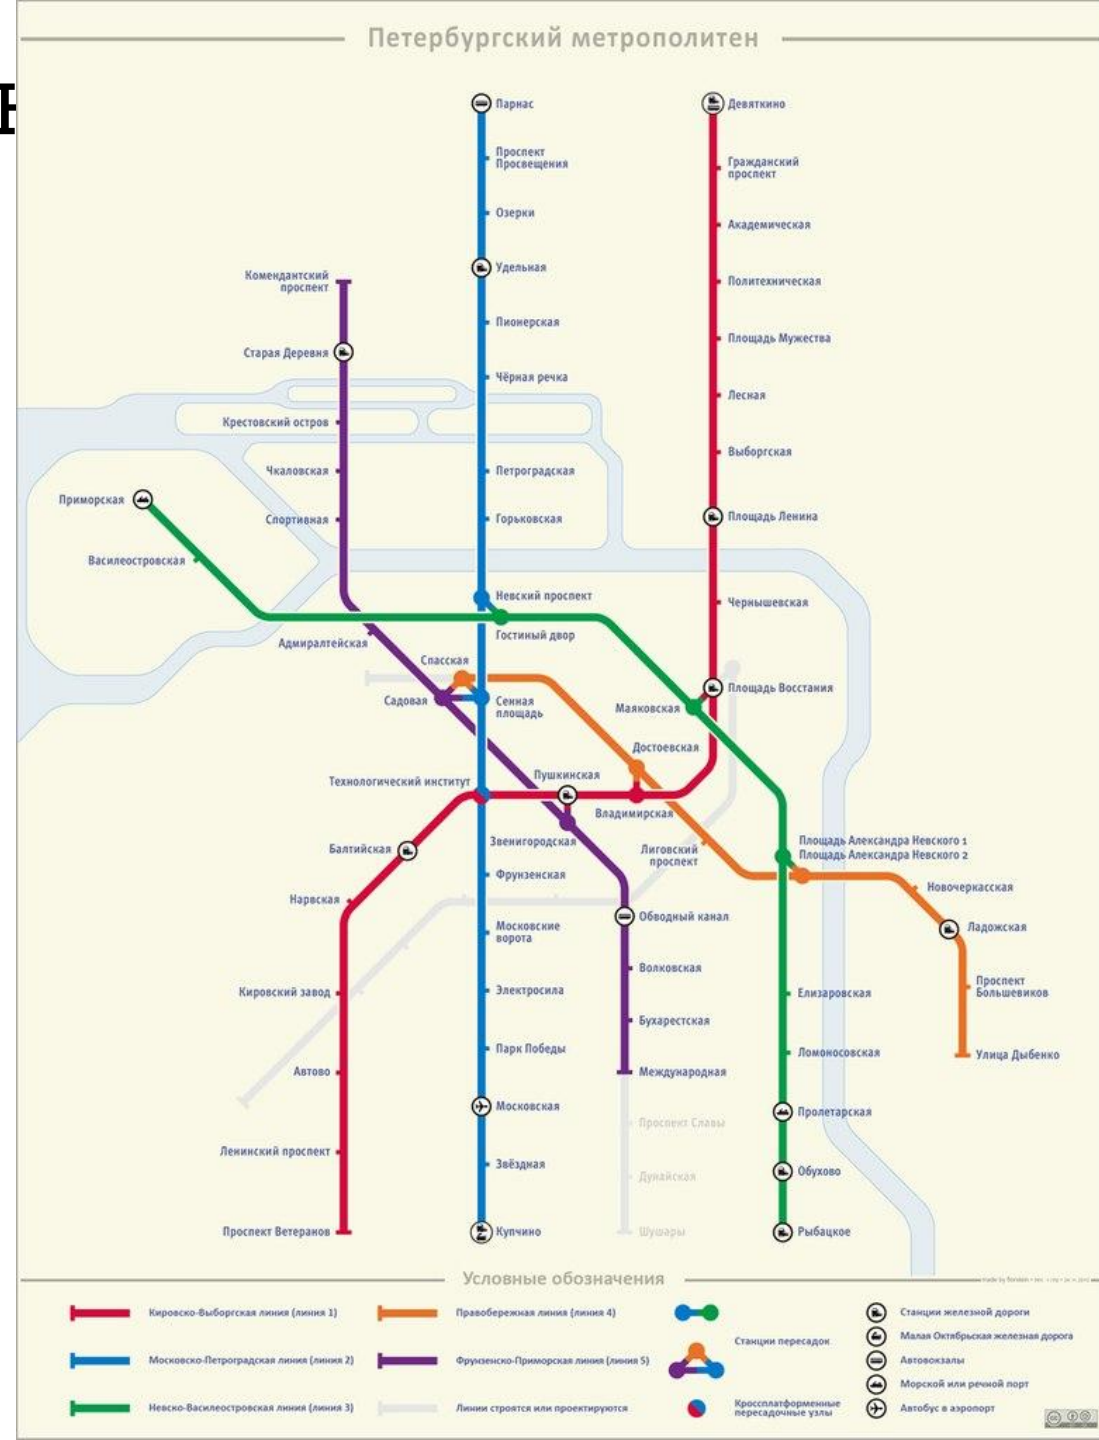 Петербургский метрополитен
Парнас
Проспект
Просвещения
Озерки
Удельная
Пионерская
Чёрная речка
Петроградская
Горьковская
Невский проспект
Гостиный двор
Сенная
площадь
Технологический институт
Фрунзенская
Московские
ворота
Электросила
Парк Победы
Московская
Звёздная
Купчино
Девяткино
Гражданский
проспект
Академическая
Политехническая
Площадь Мужества
Лесная
Выборгская
Площадь Ленина
Чернышевская
Площадь Восстания
Маяковская
Достоевская
Владимирская
Пушкинская
Звенигородская
Балтийская
Нарвская
Кировский завод
Автово
Ленинский проспект
Проспект Ветеранов
Комендантский
проспект
Старая Деревня
Крестовский остров
Чкаловская
Спортивная
Адмиралтейская
Спасская
Садовая
Приморская
Василеостровская
Лиговский
проспект
Площадь Александра Невского 1
Площадь Александра Невского 2
Новочеркасская
Ладожская
Проспект
Большевиков
Улица Дыбенко
Обводный канал
Волковская
Бухарестская
Международная
Проспект Славы
Дунайская
Шушары
Елизаровская
Ломоносовская
Пролетарская
Обухово
Рыбацкое
Условные обозначения
Кировско-Выборгская линия (линия 1)
Московско-Петроградская линия (линия 2)
Невско-Василеостровская линия (линия 3)
Правобережная линия (линия 4)
Фрунзенско-Приморская линия (линия 5)
Линии строятся или проектируются
Станции пересадок
Кроссплатформенные
пересадочные узлы
Станции железной дороги
Малая Октябрьская железная дорога
Автовокзалы
Морской или речной порт
Автобус в аэропорт